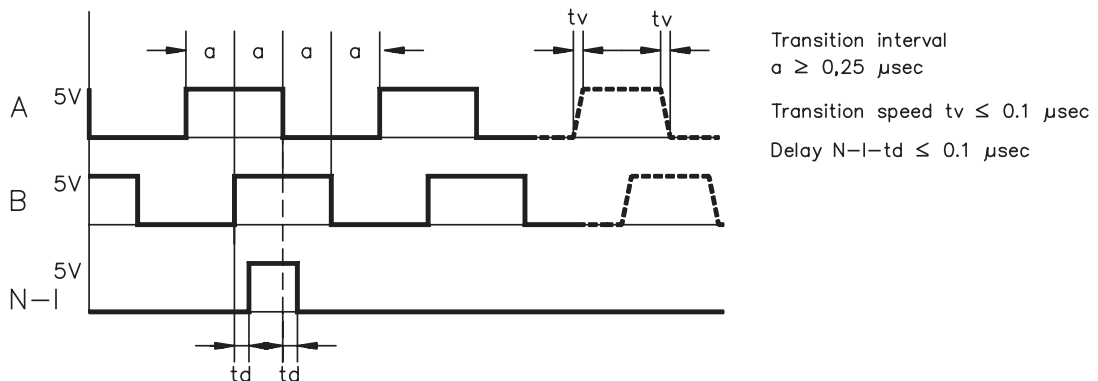 tv tv
a a a a
Transition interval
a ≥ 0,25 µsec
Transition speed tv ≤ 0.1 µsec
Delay N-I-td ≤ 0.1 µsec
A 5V
B 5V
N-I 5V
td td